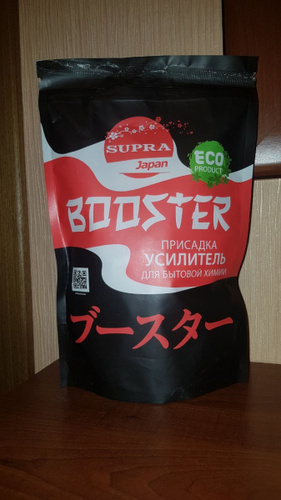 SUPRA
Japan
ECO
PRODUCT
BOOSTER
ПРИСАДКА
УСИЛИТЕЛЬ
ДЛЯ БЫТОВОЙ ХИМИИ
ブースター